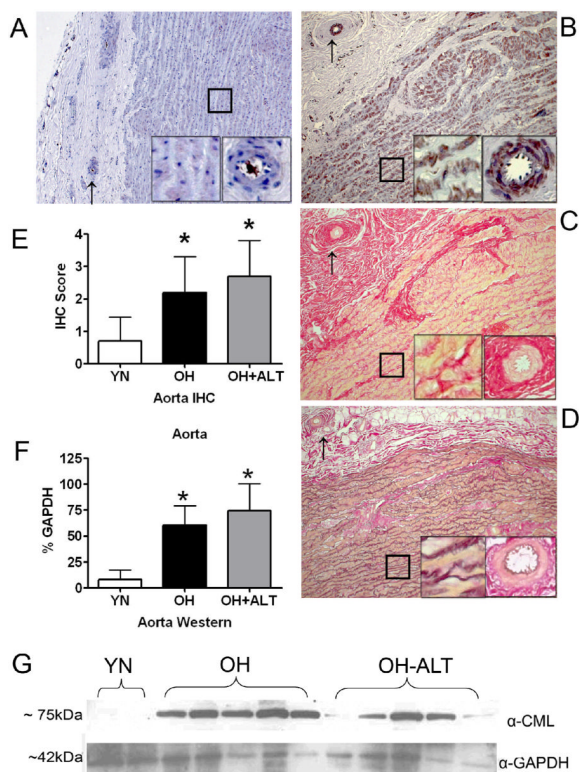 A
B
C
D
E
*
*
4
3
2
1
0
IHC Score
YN OH OH+ALT
Aorta IHC
Aorta
F
*
*
125
100
75
50
25
0
% GAPDH
YN OH OH+ALT
Aorta Western
G
YN OH OH-ALT
~ 75kDa α-CML
~42kDa α-GAPDH